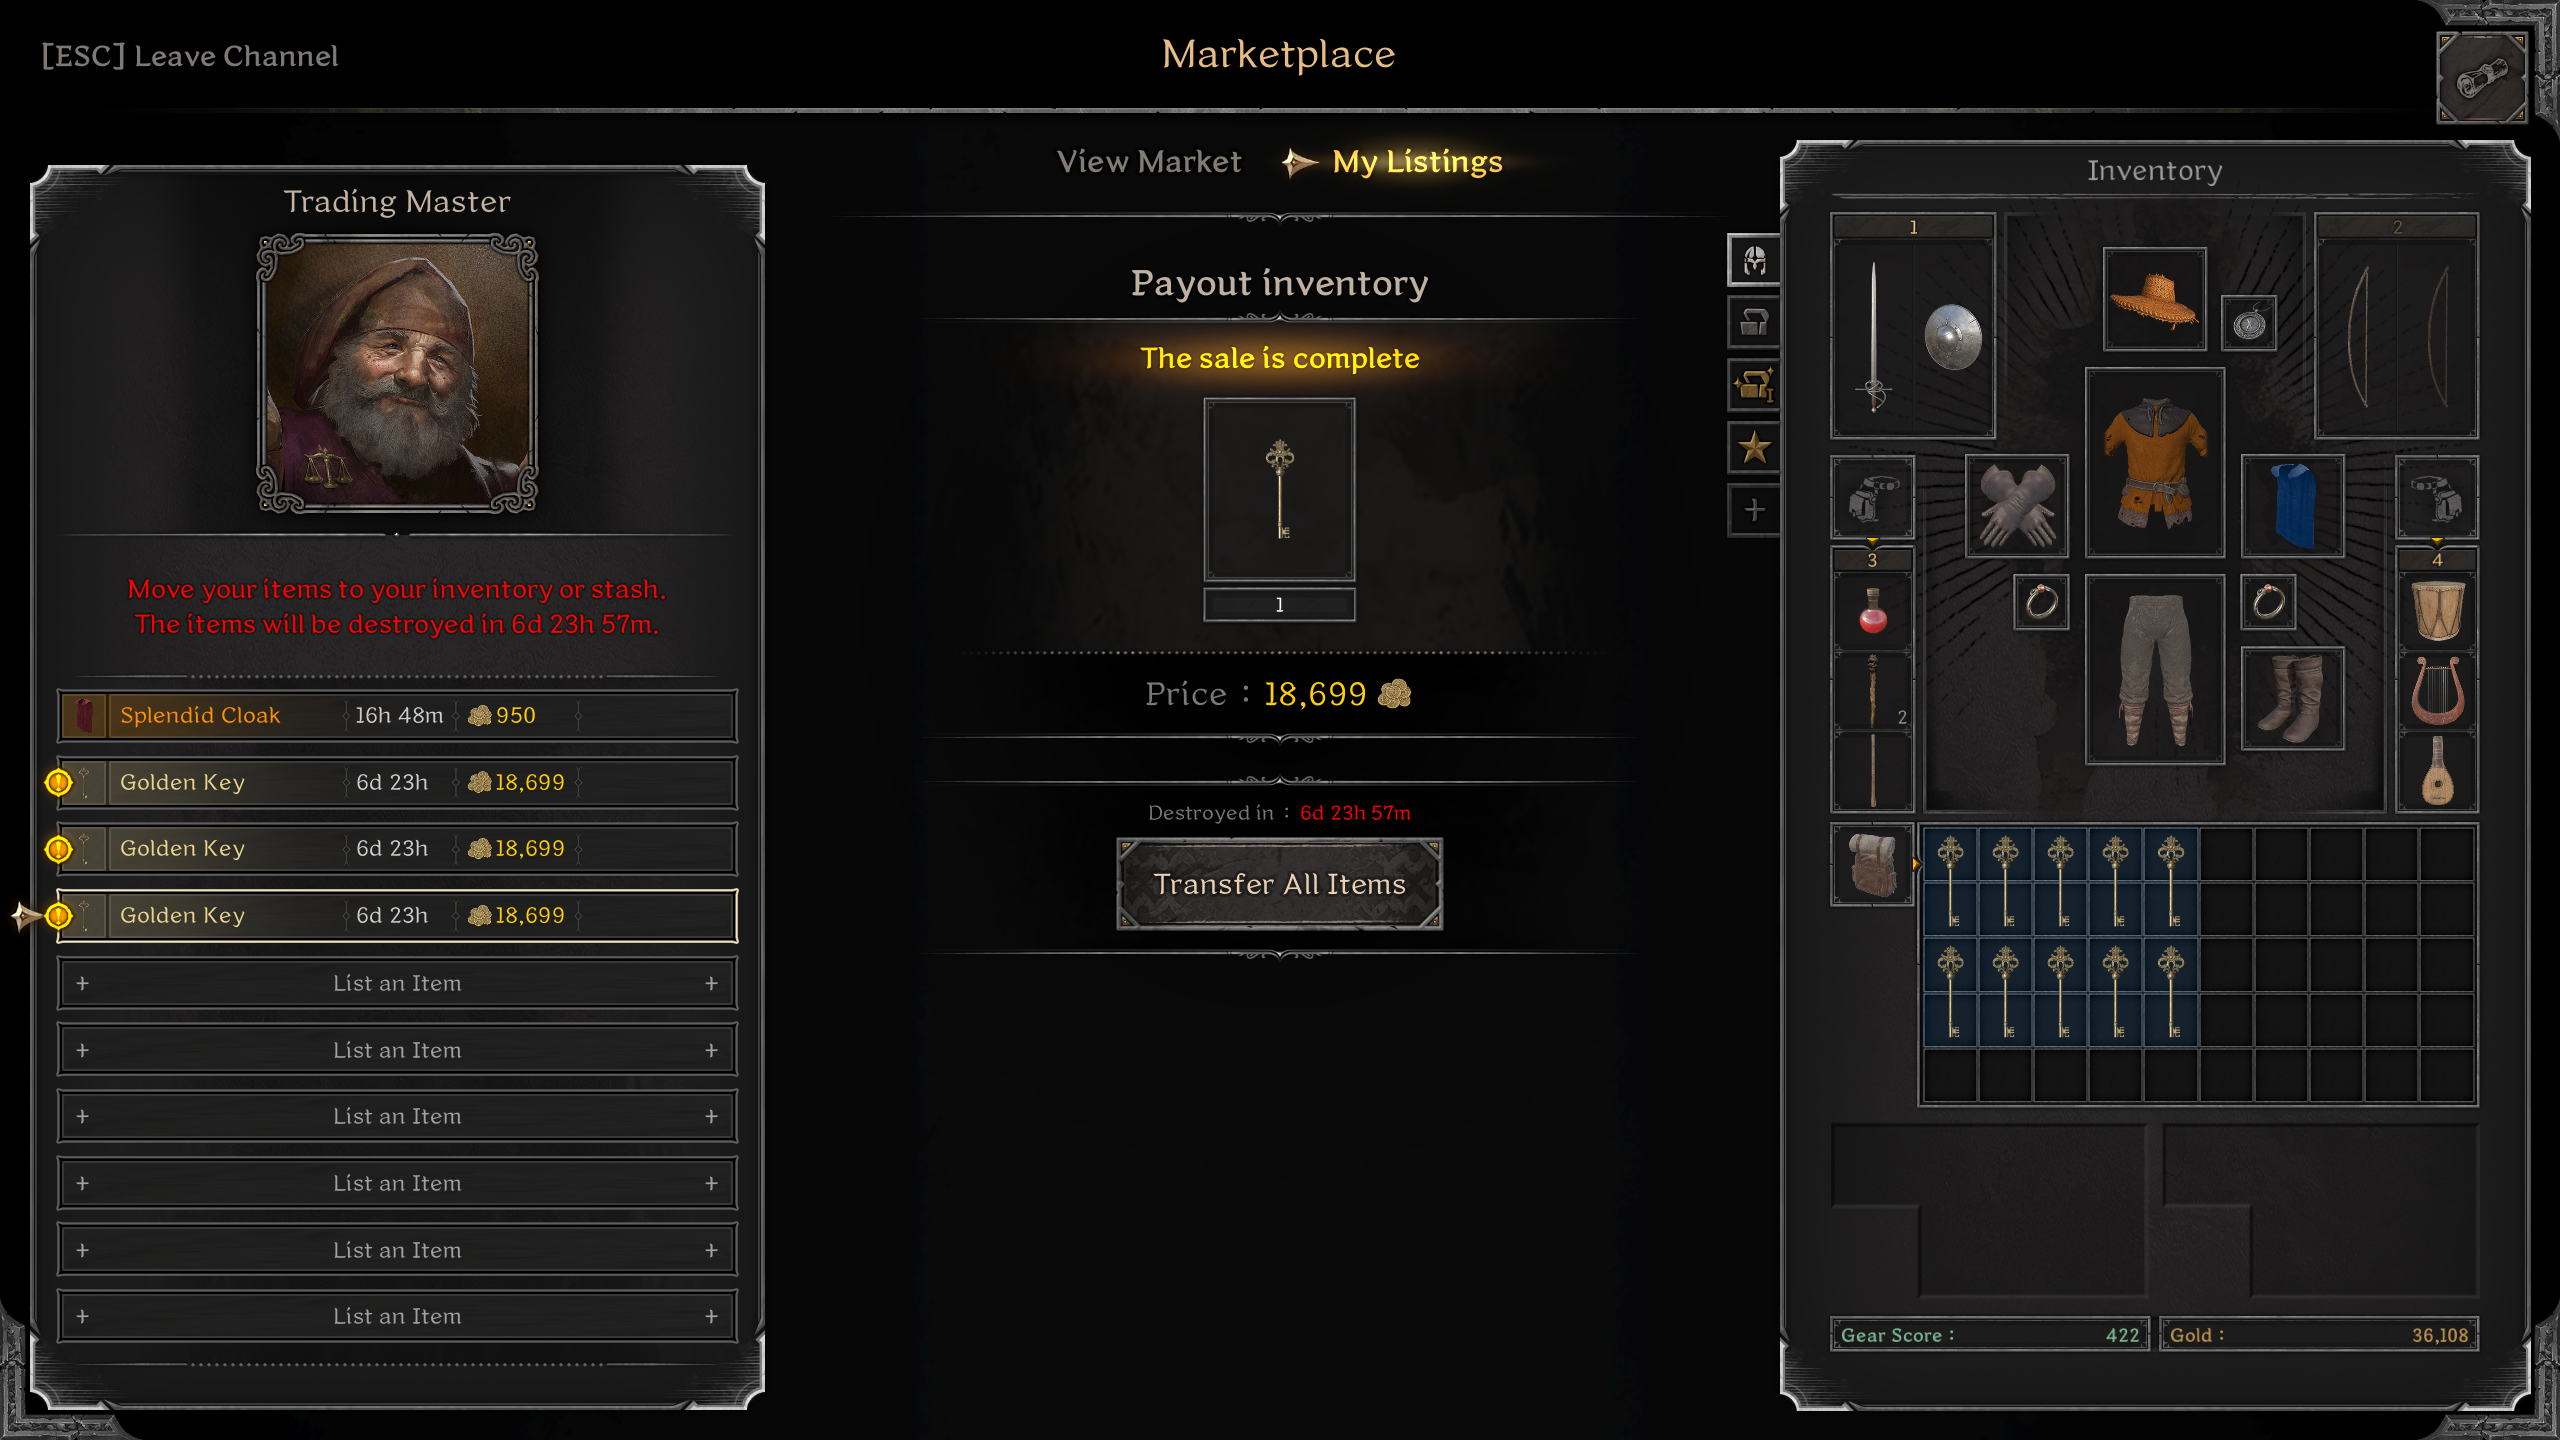 [ESC] Leave Channel
Marketplace
View Market
My Listings
Trading Master
Move your items to your inventory or stash.
The items will be destroyed in 6d 23h 57m.
Splendid Cloak 16h 48m 950
Golden Key 6d 23h 18,699
Golden Key 6d 23h 18,699
Golden Key 6d 23h 18,699
+ List an Item +
+ List an Item +
+ List an Item +
+ List an Item +
+ List an Item +
+ List an Item +
Payout inventory
The sale is complete
1
Price : 18,699
Destroyed in : 6d 23h 57m
Transfer All Items
Inventory
1
2
3
4
2
Gear Score : 422
Gold : 36,108